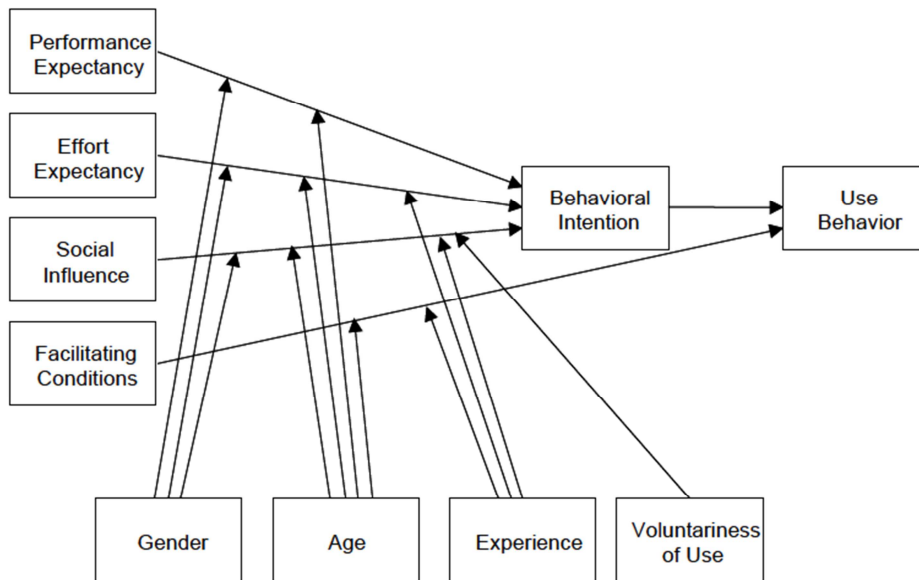 Performance
Expectancy
Effort
Expectancy
Social
Influence
Facilitating
Conditions
Behavioral
Intention
Use
Behavior
Gender
Age
Experience
Voluntariness
of Use